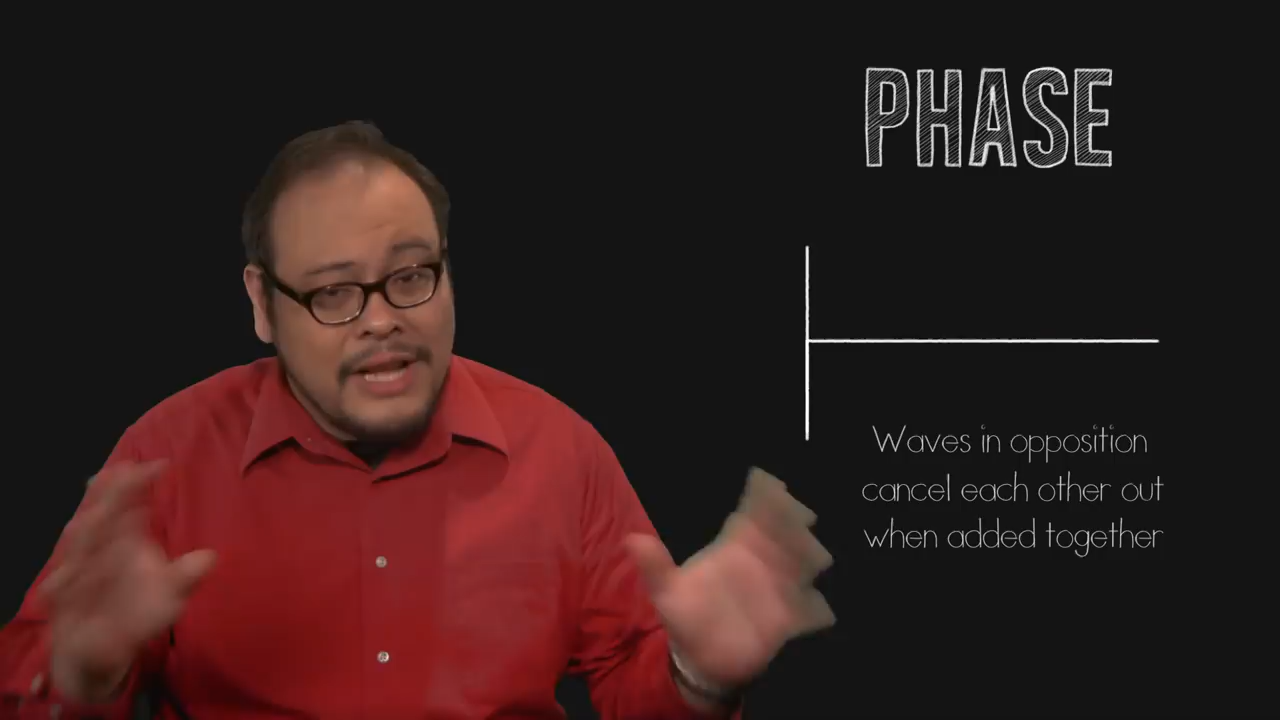 PHASE
Waves in opposition
cancel each other out
when added together